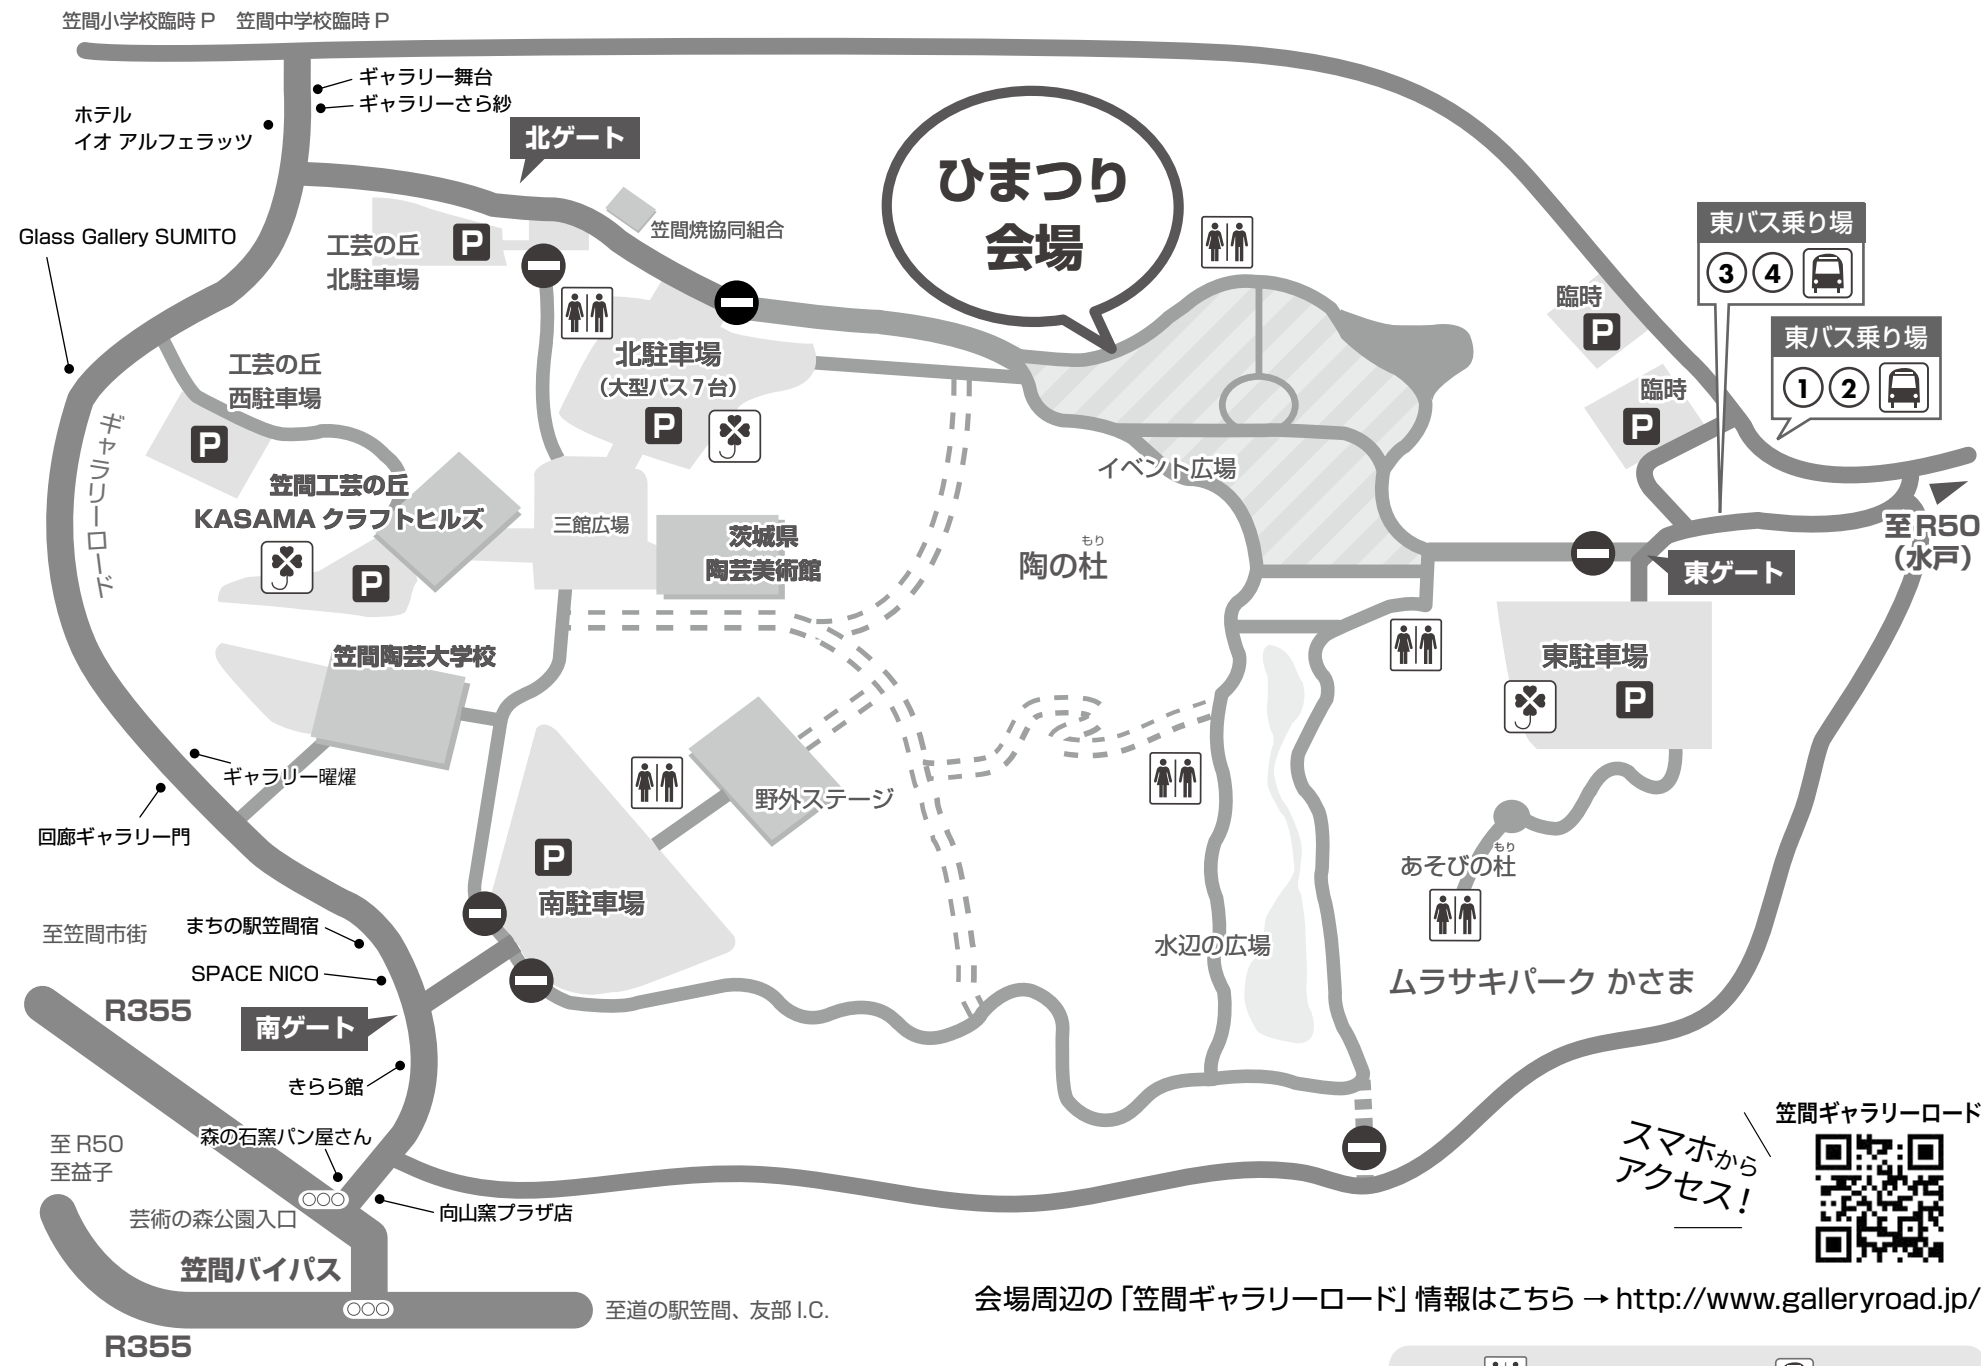 笠間小学校臨時 P　笠間中学校臨時 P
ギャラリー舞台
ギャラリーさら紗
ホテル
イオ アルフェラッツ
北ゲート
ひまつり
会場
笠間焼協同組合
Glass Gallery SUMITO
工芸の丘
北駐車場
P
東バス乗り場
3 4
臨時
P
東バス乗り場
1 2
臨時
P
北駐車場
（大型バス 7 台）
P
工芸の丘
西駐車場
P
ギャラリーロード
笠間工芸の丘
KASAMA クラフトヒルズ
P
三館広場
茨城県
陶芸美術館
イベント広場
もり
陶の杜
至 R50
（水戸）
東ゲート
東駐車場
P
笠間陶芸大学校
ギャラリー曜燿
回廊ギャラリー門
野外ステージ
P
南駐車場
もり
あそびの杜
水辺の広場
ムラサキパーク かさま
至笠間市街
まちの駅笠間宿
SPACE NICO
R355
南ゲート
きらら館
森の石窯パン屋さん
至 R50
至益子
芸術の森公園入口
向山窯プラザ店
笠間バイパス
至道の駅笠間、友部 I.C.
R355
笠間ギャラリーロード
スマホから
アクセス！
会場周辺の「笠間ギャラリーロード」情報はこちら → http://www.galleryroad.jp/